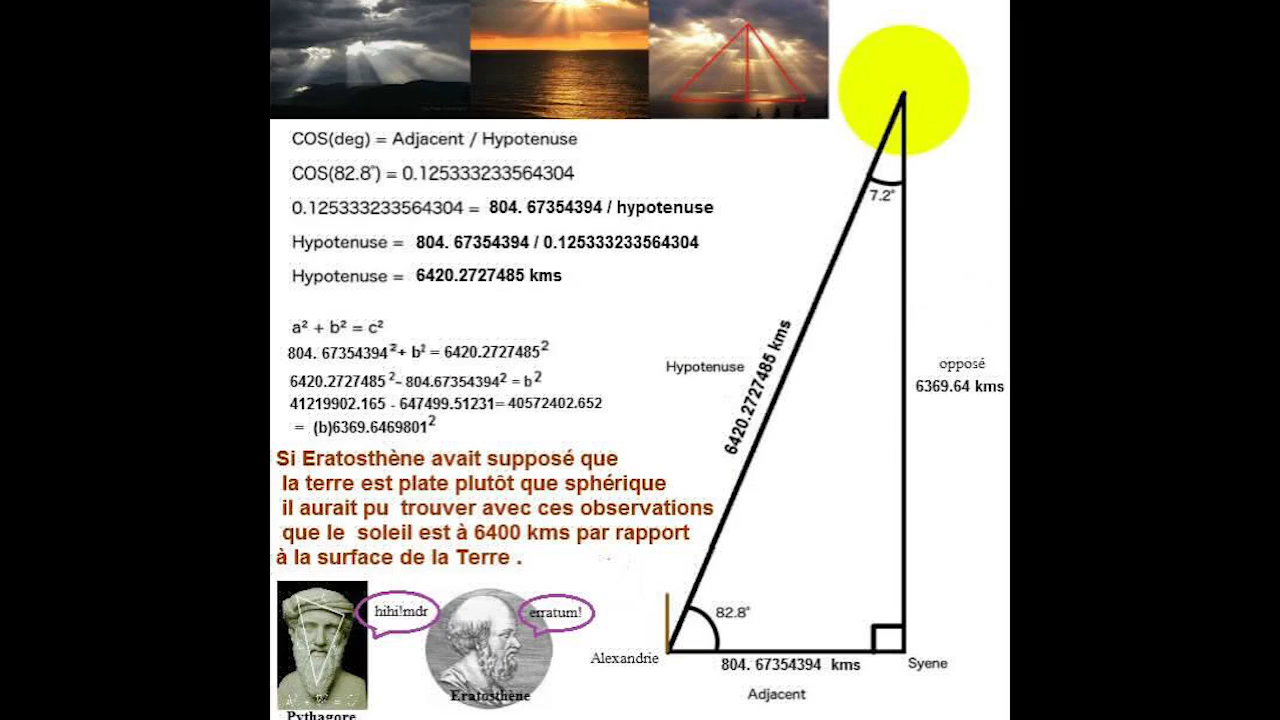 COS(deg) = Adjacent / Hypotenuse
COS(82.8°) = 0.125333233564304
0.125333233564304 = 804. 67354394 / hypotenuse
Hypotenuse = 804. 67354394 / 0.125333233564304
Hypotenuse = 6420.2727485 kms
a² + b² = c²
804. 67354394² + b² = 6420.2727485²
6420.2727485² - 804.67354394² = b²
41219902.165 - 647499.51231= 40572402.652
= (b)6369.6469801²
Si Eratosthène avait supposé que
la terre est plate plutôt que sphérique
il aurait pu trouver avec ces observations
que le soleil est à 6400 kms par rapport
à la surface de la Terre .
hihi!mdr
erratum!
Pythagore
Eratosthène
7.2°
Hypotenuse
6420.2727485 kms
opposé
6369.64 kms
82.8°
Alexandrie
804. 67354394 kms
Syene
Adjacent